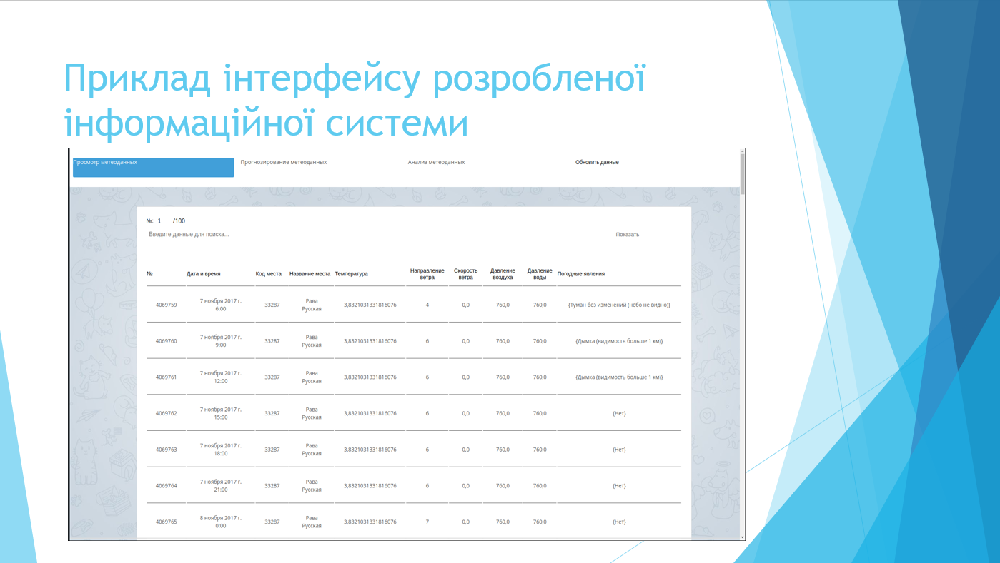 Приклад інтерфейсу розробленої
інформаційної системи
Просмотр метеоданных Прогнозирование метеоданных Анализ метеоданных Обновить данные
№: 1 /100
Введите данные для поиска... Показать
№ Дата и время Код места Название места Температура Направление ветра Скорость ветра Давление воздуха Давление воды Погодные явления
4069759 7 ноября 2017 г. 6:00 33287 Рава Русская 3,8321031331816076 4 0,0 760,0 760,0 {Туман без изменений (небо не видно)}
4069760 7 ноября 2017 г. 9:00 33287 Рава Русская 3,8321031331816076 6 0,0 760,0 760,0 {Дымка (видимость больше 1 км)}
4069761 7 ноября 2017 г. 12:00 33287 Рава Русская 3,8321031331816076 6 0,0 760,0 760,0 {Дымка (видимость больше 1 км)}
4069762 7 ноября 2017 г. 15:00 33287 Рава Русская 3,8321031331816076 6 0,0 760,0 760,0 {Нет}
4069763 7 ноября 2017 г. 18:00 33287 Рава Русская 3,8321031331816076 6 0,0 760,0 760,0 {Нет}
4069764 7 ноября 2017 г. 21:00 33287 Рава Русская 3,8321031331816076 6 0,0 760,0 760,0 {Нет}
4069765 8 ноября 2017 г. 0:00 33287 Рава Русская 3,8321031331816076 7 0,0 760,0 760,0 {Нет}